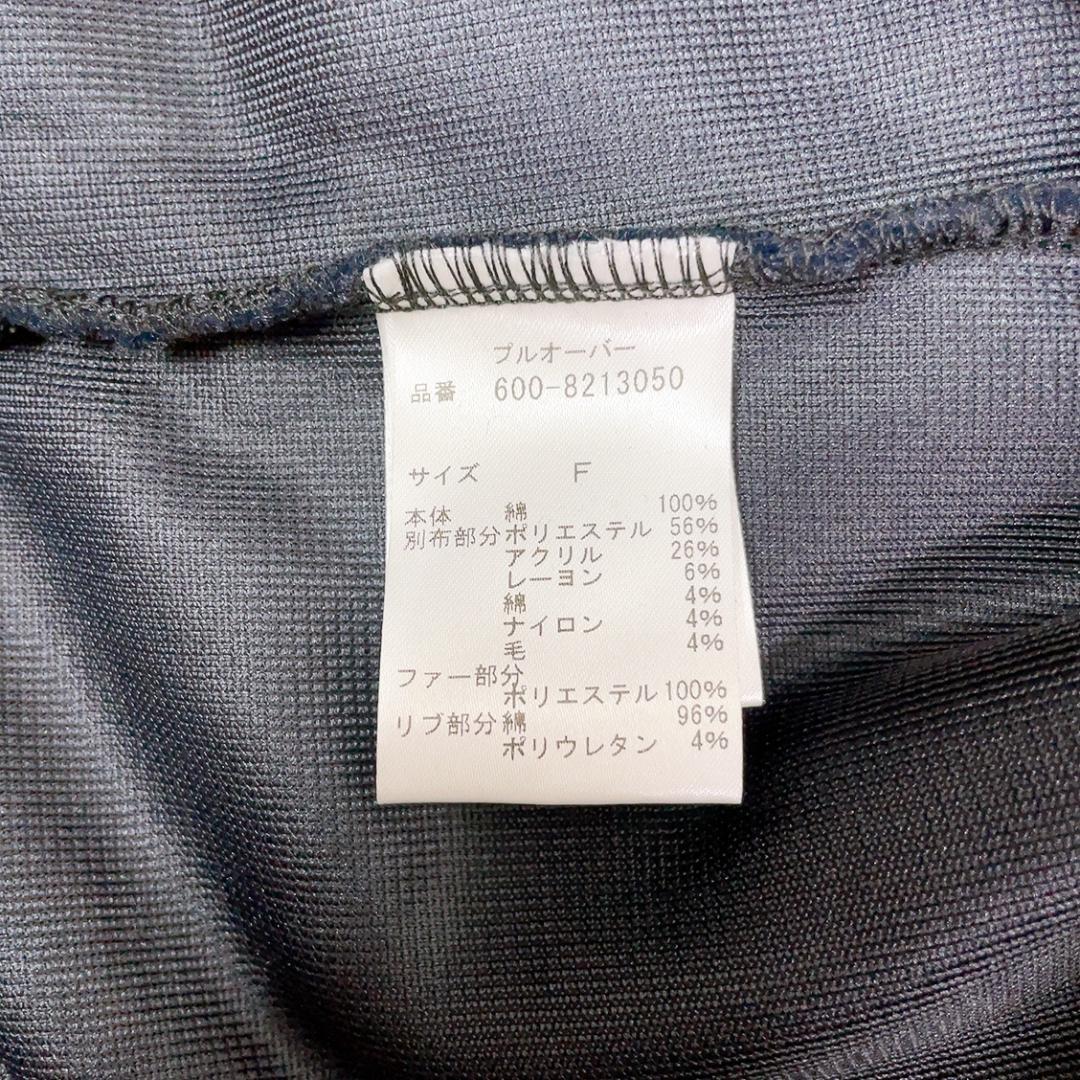 プルオーバー
品番 600-8213050
サイズ F
本体 綿 100%
別布部分 ポリエステル 56%
アクリル 26%
レーヨン 6%
綿 4%
ナイロン 4%
毛 4%
ファー部分
ポリエステル 100%
リブ部分 綿 96%
ポリウレタン 4%